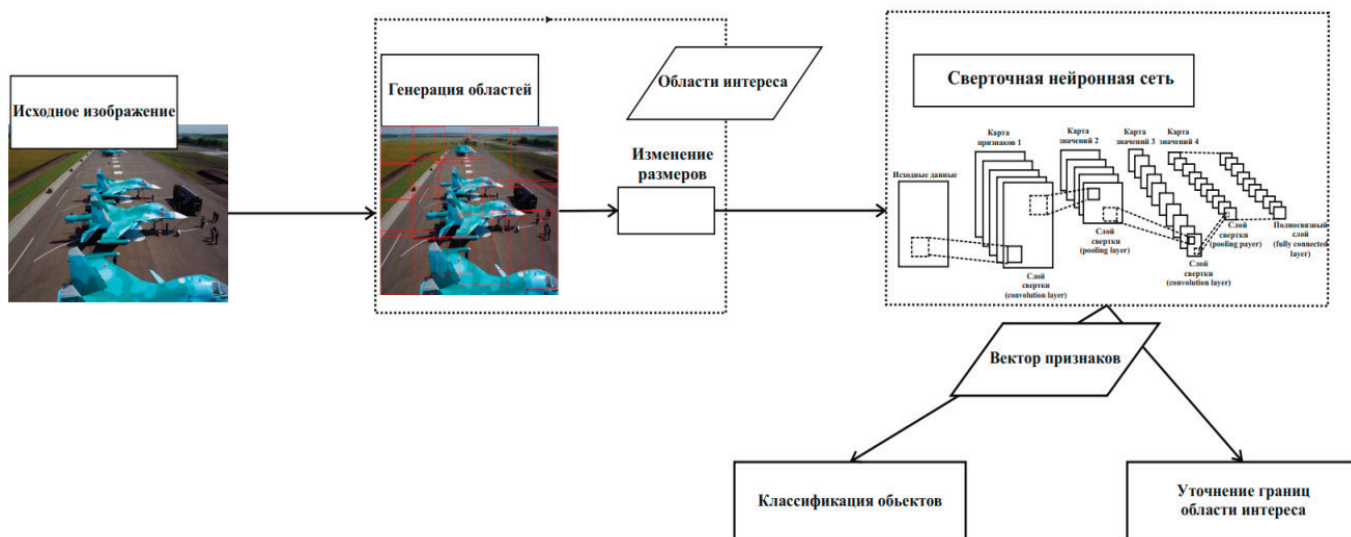 Исходное изображение
Генерация областей
Области интереса
Изменение
размеров
Сверточная нейронная сеть
Исходные данные
Карта
признаков 1
Карта
значений 2
Карта
значений 3
Карта
значений 4
Слой
свертки
(convolution layer)
Слой
свертки
(pooling layer)
Слой
свертки
(convolution layer)
Слой
свертки
(pooling payer)
Полносвязный
слой
(fully connected
layer)
Вектор признаков
Классификация обьектов
Уточнение границ
области интереса